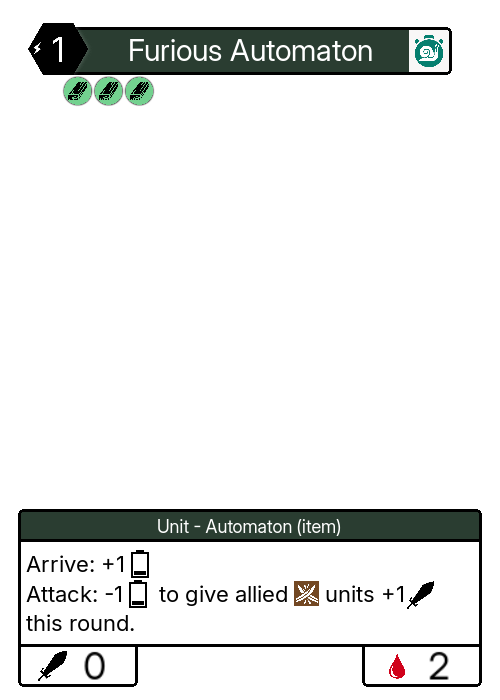 1 Furious Automaton
Unit - Automaton (item)
Arrive: +1
Attack: -1 to give allied units +1
this round.
0 2